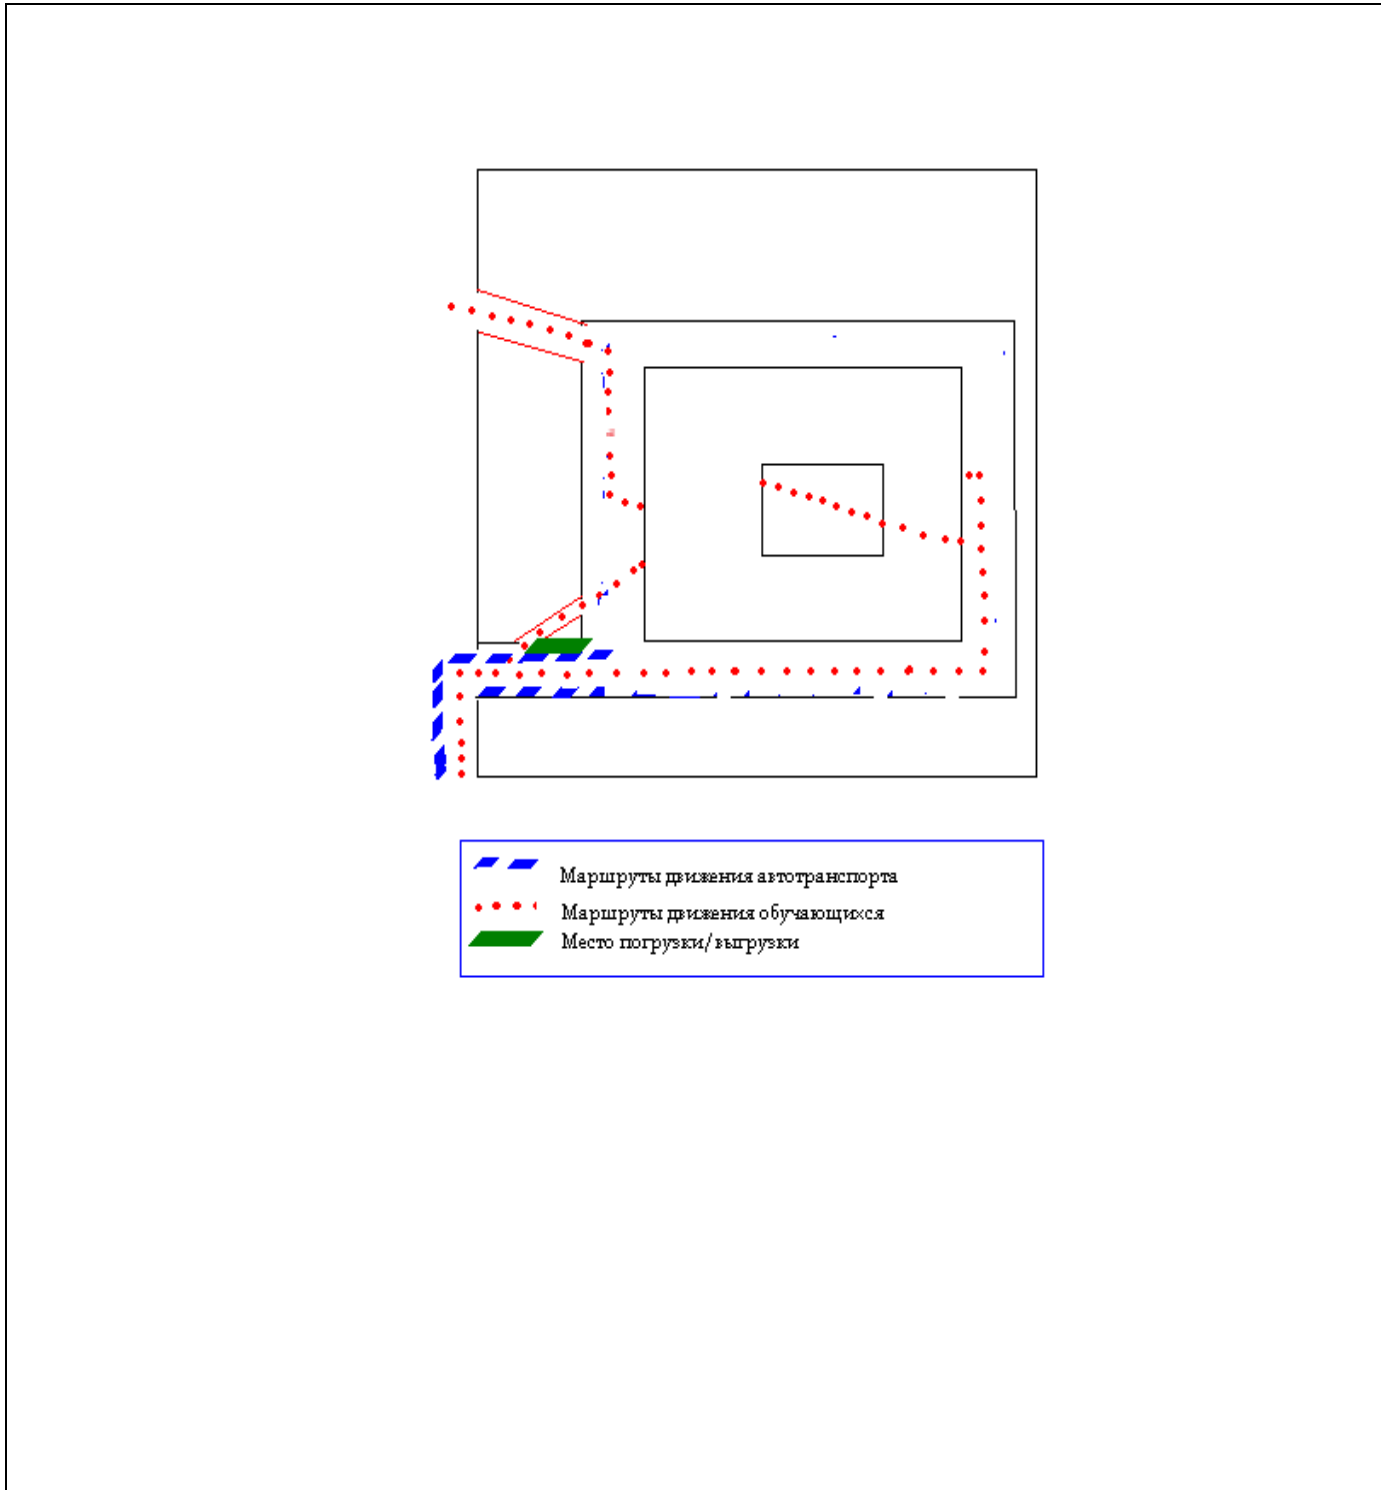 Маршруты движения автотранспорта
Маршруты движения обучающихся
Место погрузки/выгрузки